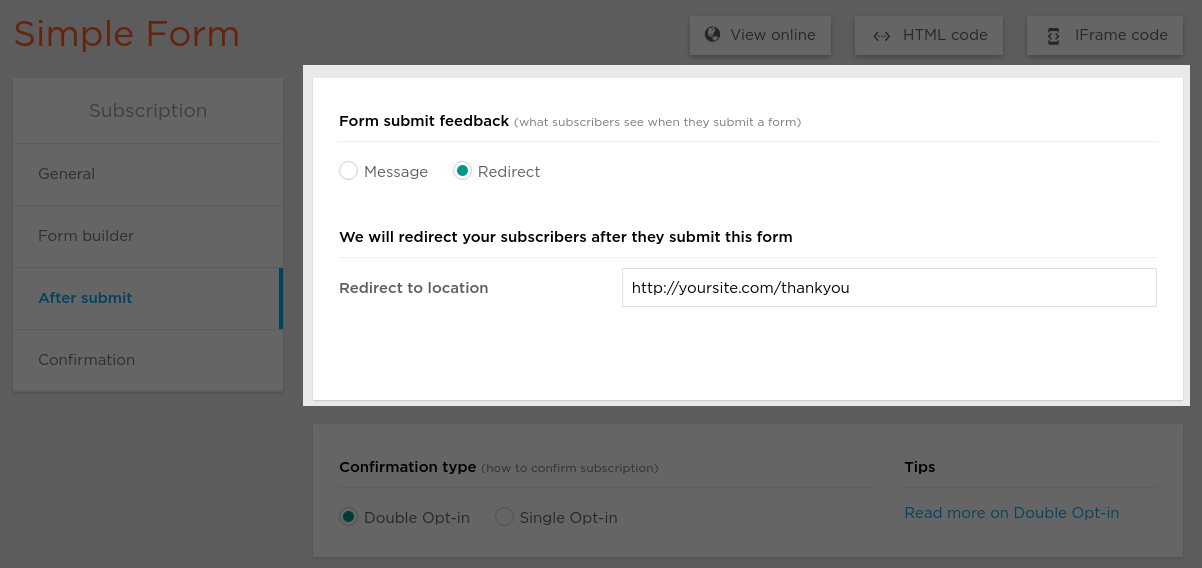 Simple Form
View online
HTML code
IFrame code
Subscription
General
Form builder
After submit
Confirmation
Form submit feedback (what subscribers see when they submit a form)
Message Redirect
We will redirect your subscribers after they submit this form
Redirect to location http://yoursite.com/thankyou
Confirmation type (how to confirm subscription)
Double Opt-in Single Opt-in
Tips
Read more on Double Opt-in